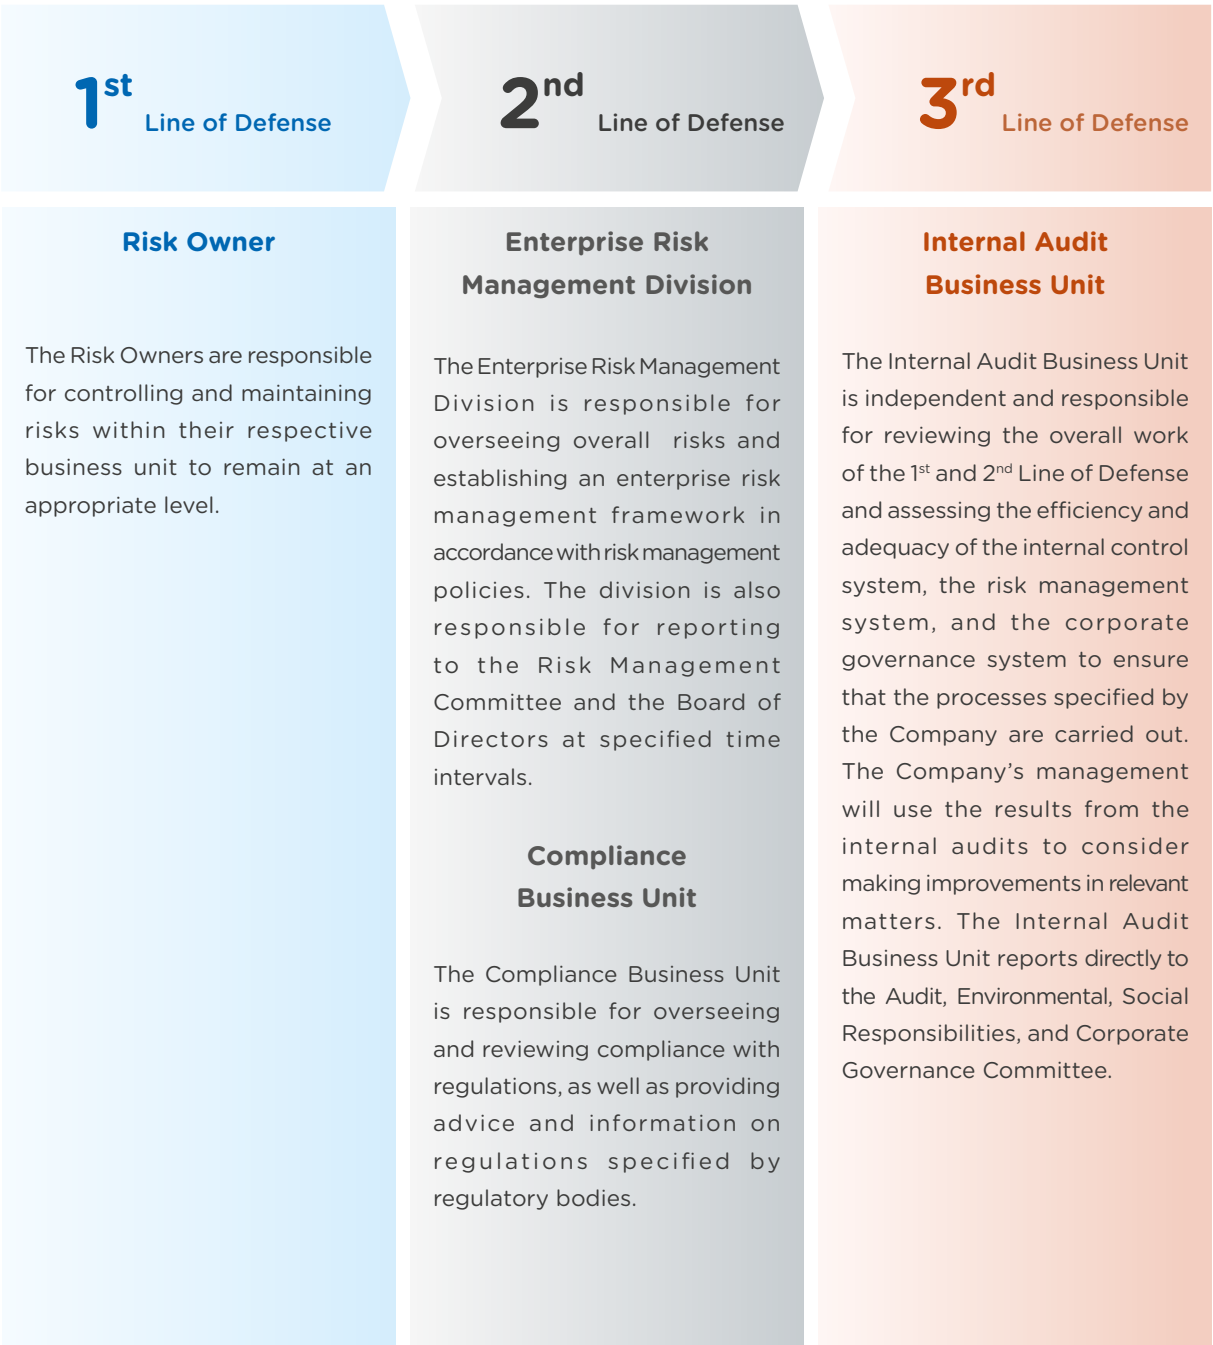 1st Line of Defense
2nd Line of Defense
3rd Line of Defense
Risk Owner
The Risk Owners are responsible
for controlling and maintaining
risks within their respective
business unit to remain at an
appropriate level.
Enterprise Risk
Management Division
The Enterprise Risk Management
Division is responsible for
overseeing overall risks and
establishing an enterprise risk
management framework in
accordance with risk management
policies. The division is also
responsible for reporting
to the Risk Management
Committee and the Board of
Directors at specified time
intervals.
Compliance
Business Unit
The Compliance Business Unit
is responsible for overseeing
and reviewing compliance with
regulations, as well as providing
advice and information on
regulations specified by
regulatory bodies.
Internal Audit
Business Unit
The Internal Audit Business Unit
is independent and responsible
for reviewing the overall work
of the 1st and 2nd Line of Defense
and assessing the efficiency and
adequacy of the internal control
system, the risk management
system, and the corporate
governance system to ensure
that the processes specified by
the Company are carried out.
The Company’s management
will use the results from the
internal audits to consider
making improvements in relevant
matters. The Internal Audit
Business Unit reports directly to
the Audit, Environmental, Social
Responsibilities, and Corporate
Governance Committee.